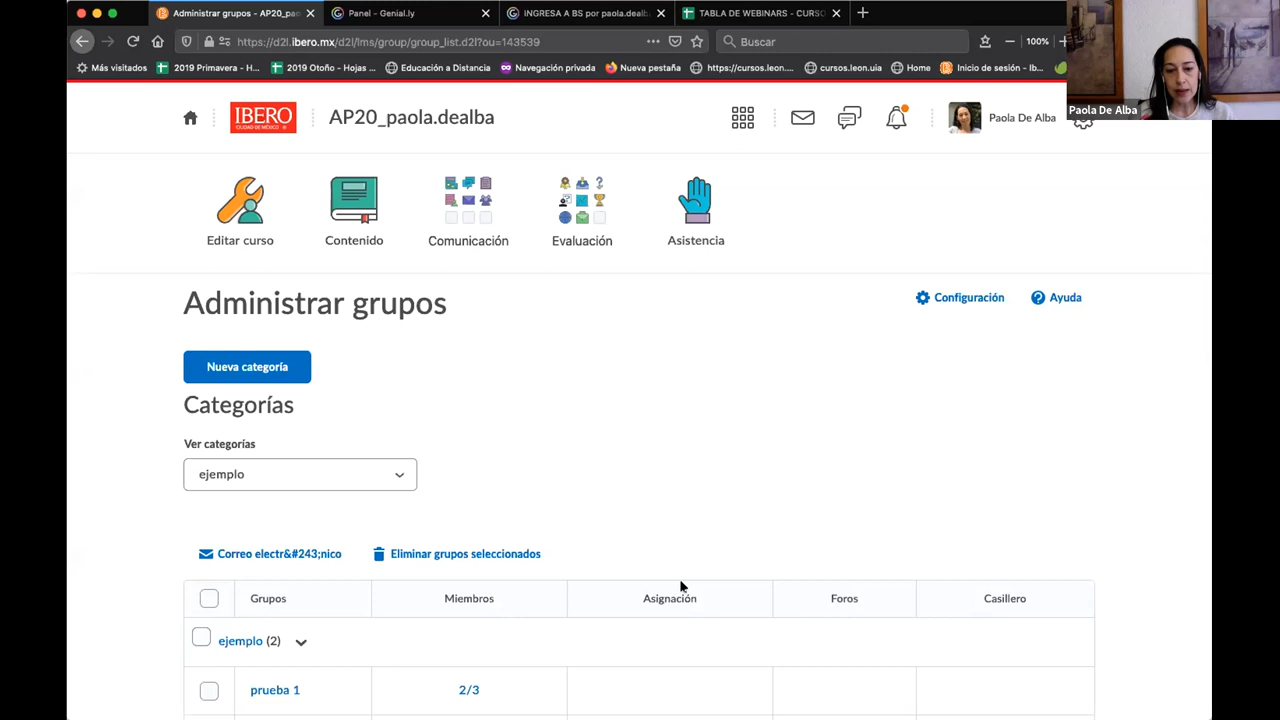 Administrar grupos - AP20_pao
Panel - Genial.ly
INGRESA A BS por paola.dealb
TABLA DE WEBINARS - CURSO
https://d2l.ibero.mx/d2l/lms/group/group_list.d2l?ou=143539
Buscar
100%
Más visitados
2019 Primavera - H...
2019 Otoño - Hojas ...
Educación a Distancia
Navegación privada
Nueva pestaña
https://cursos.leon....
cursos.leon.uia
Home
Inicio de sesión - Ib...
Paola De Alba
IBERO
CIUDAD DE MÉXICO
AP20_paola.dealba
Paola De Alba
Editar curso
Contenido
Comunicación
Evaluación
Asistencia
Administrar grupos
Configuración
Ayuda
Nueva categoría
Categorías
Ver categorías
ejemplo
Correo electr&#243;nico
Eliminar grupos seleccionados
Grupos
Miembros
Asignación
Foros
Casillero
ejemplo (2)
prueba 1
2/3